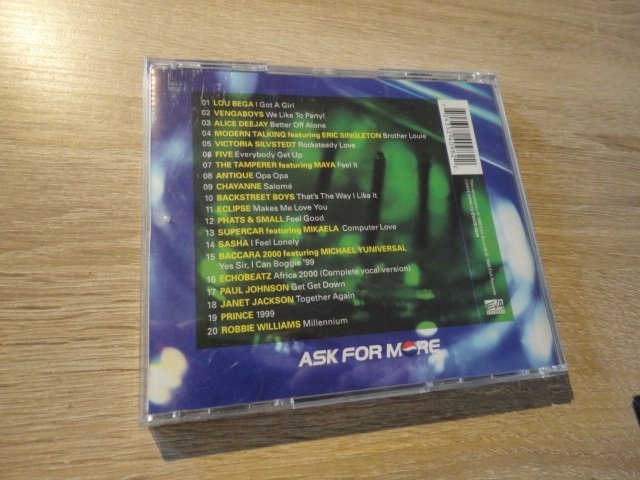 01 LOU BEGA I Got A Girl
02 VENGABOYS We Like To Party!
03 ALICE DEEJAY Better Off Alone
04 MODERN TALKING featuring ERIC SINGLETON Brother Louie
05 VICTORIA SILVSTEDT Rocksteady Love
06 FIVE Everybody Get Up
07 THE TAMPERER featuring MAYA Feel It
08 ANTIQUE Opa Opa
09 CHAYANNE Salomé
10 BACKSTREET BOYS That's The Way I Like It
11 ECLIPSE Makes Me Love You
12 PHATS & SMALL Feel Good
13 SUPERCAR featuring MIKAELA Computer Love
14 SASHA I Feel Lonely
15 BACCARA 2000 featuring MICHAEL YUNIVERSAL
Yes Sir, I Can Boogie '99
16 ECHOBEATZ Africa 2000 (Complete vocal version)
17 PAUL JOHNSON Get Get Down
18 JANET JACKSON Together Again
19 PRINCE 1999
20 ROBBIE WILLIAMS Millennium
EVA
ASK FOR MORE